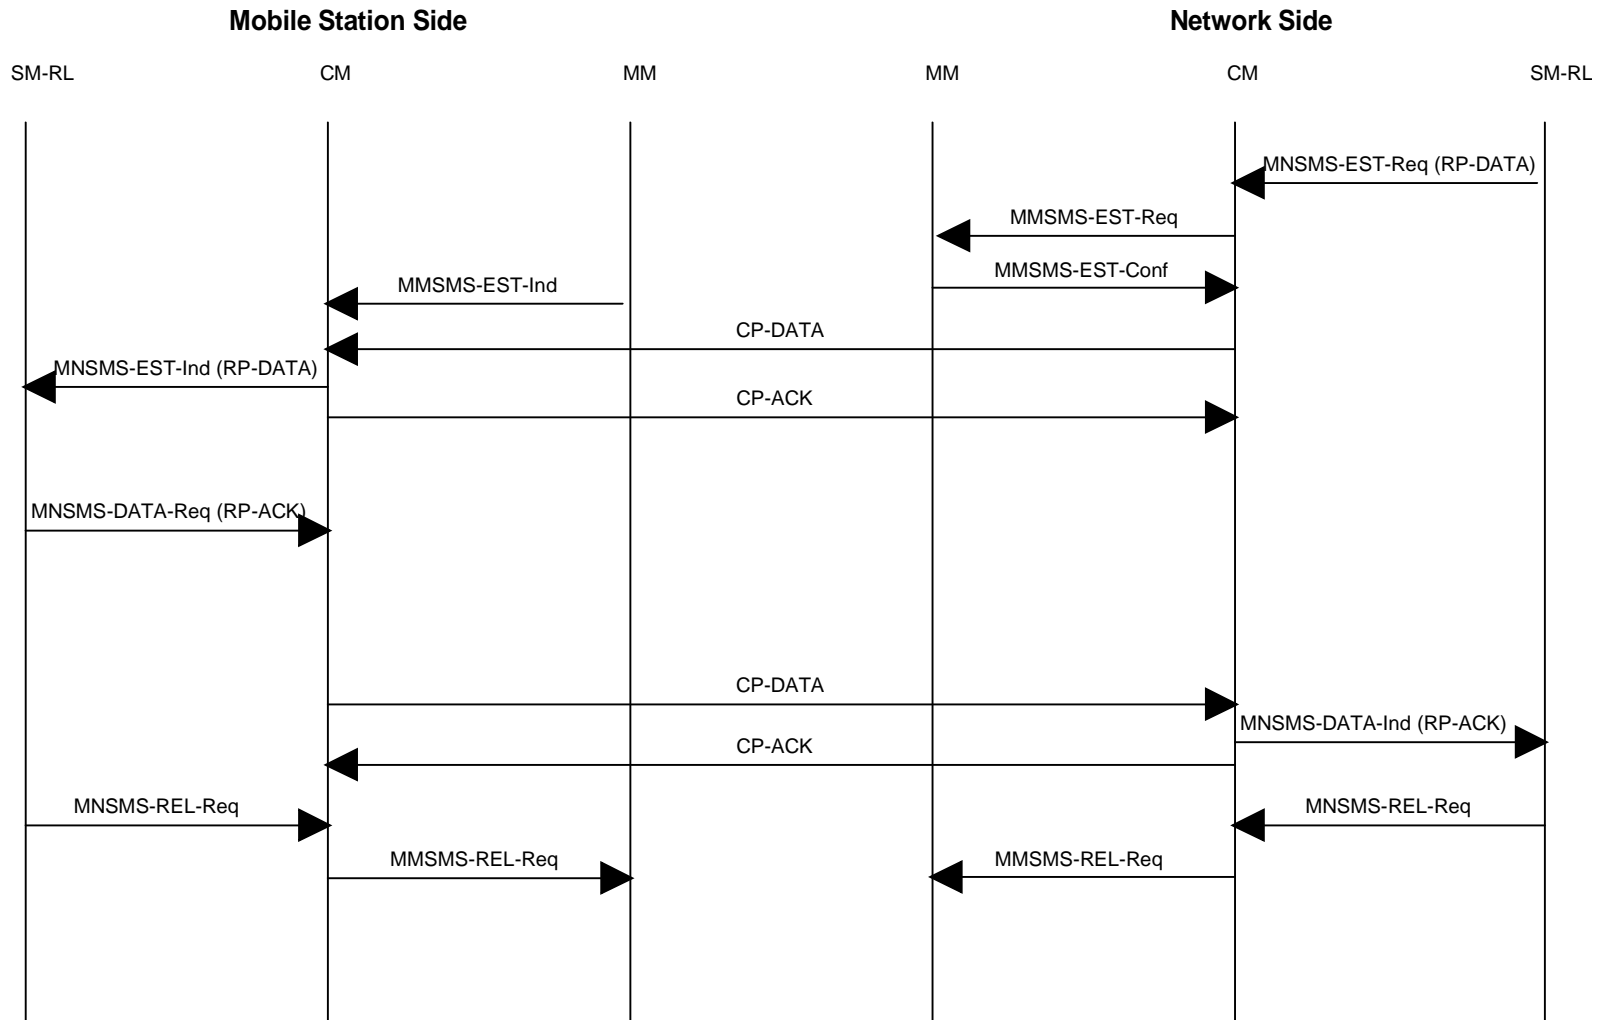 Mobile Station Side
Network Side
SM-RL
CM
MM
MM
CM
SM-RL
MNSMS-EST-Req (RP-DATA)
MMSMS-EST-Req
MMSMS-EST-Conf
MMSMS-EST-Ind
CP-DATA
MNSMS-EST-Ind (RP-DATA)
CP-ACK
MNSMS-DATA-Req (RP-ACK)
CP-DATA
MNSMS-DATA-Ind (RP-ACK)
CP-ACK
MNSMS-REL-Req
MNSMS-REL-Req
MMSMS-REL-Req
MMSMS-REL-Req